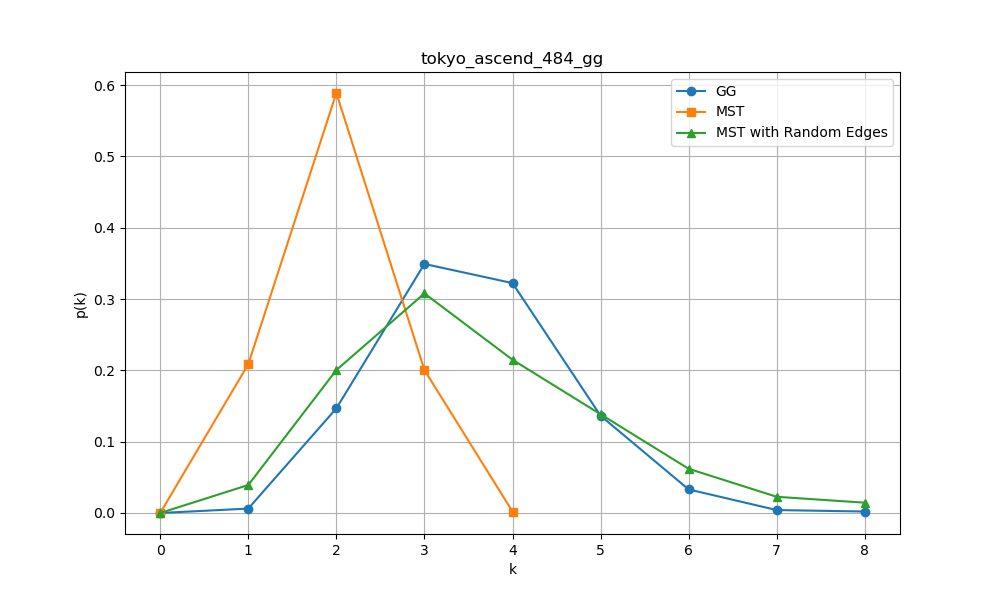 tokyo_ascend_484_gg
GG
MST
MST with Random Edges
0.6
0.5
0.4
0.3
0.2
0.1
0.0
p(k)
0 1 2 3 4 5 6 7 8
k